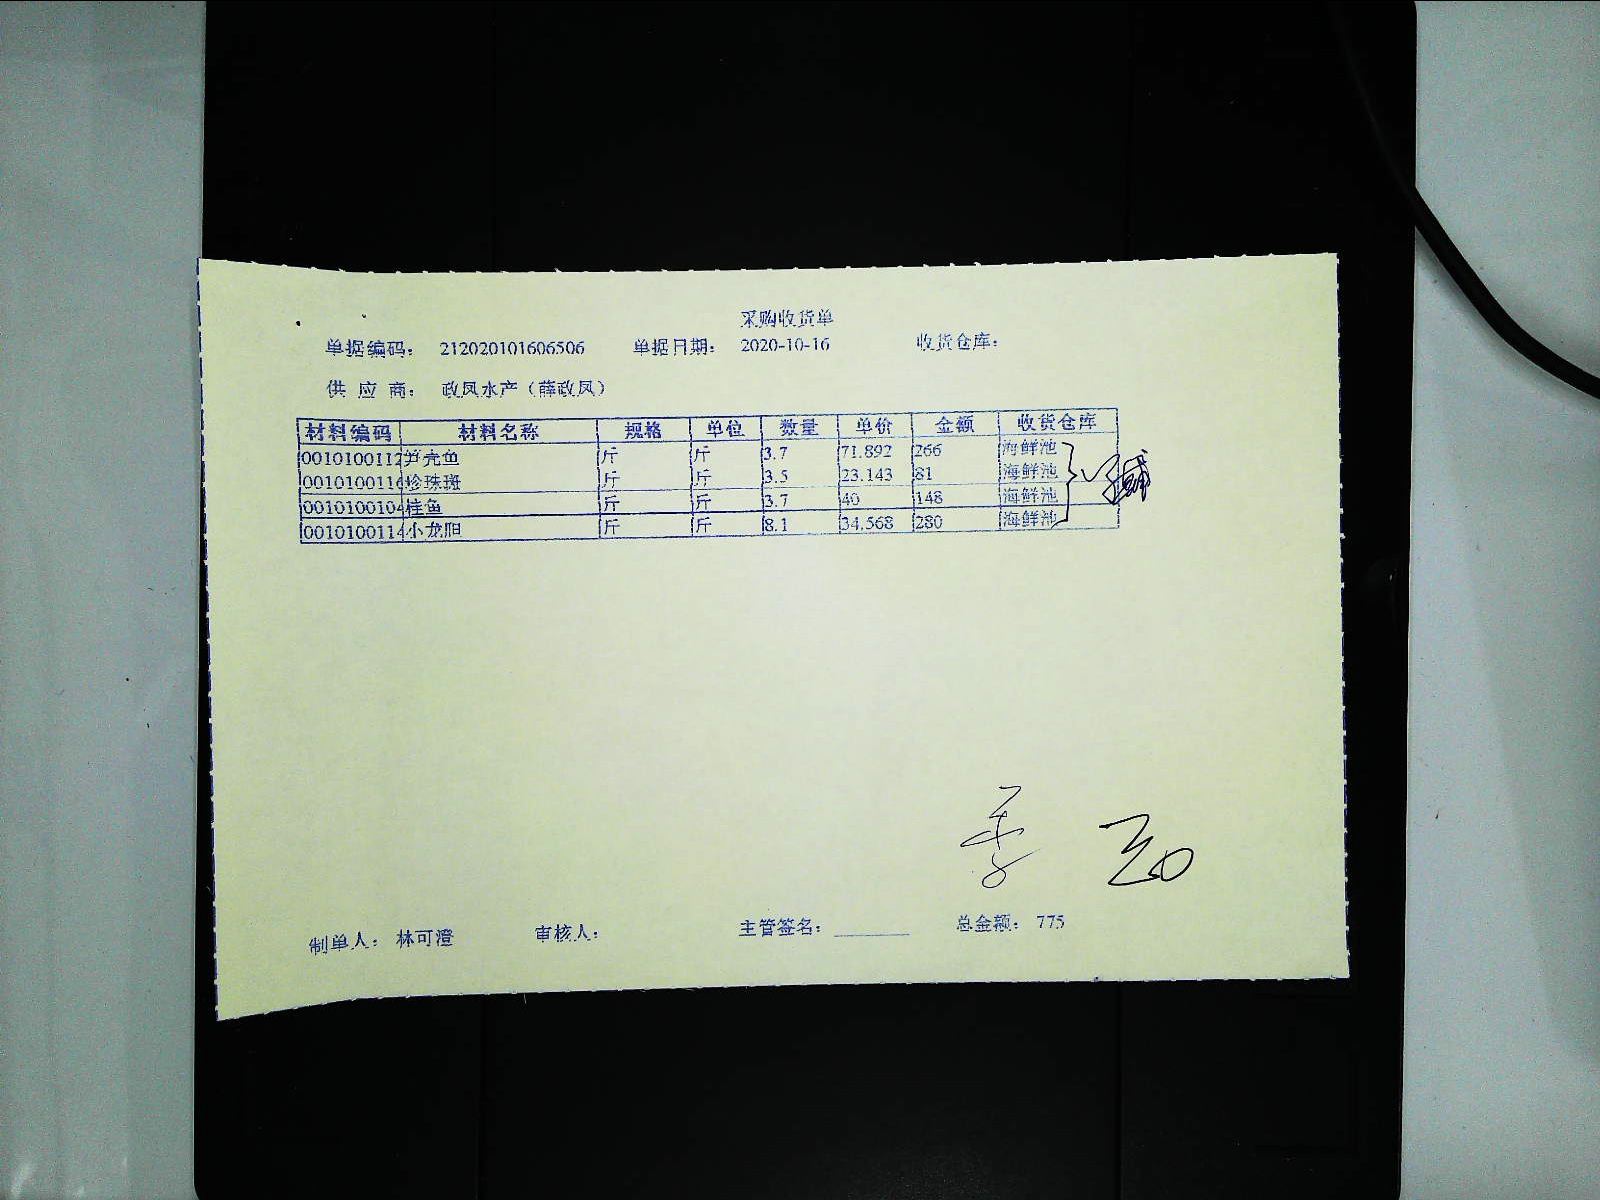 采购收货单
单据编码： 212020101606506 单据日期： 2020-10-16 收货仓库：
供 应 商： 政凤水产（薛政凤）
材料编码 材料名称 规格 单位 数量 单价 金额 收货仓库
0010100112 笋壳鱼 斤 斤 3.7 71.892 266 海鲜池
0010100116 珍珠斑 斤 斤 3.5 23.143 81 海鲜池
0010100104 桂鱼 斤 斤 3.7 40 148 海鲜池
0010100114 小龙阳 斤 斤 8.1 34.568 280 海鲜池
制单人： 林可澄 审核人： 主管签名： 总金额： 775